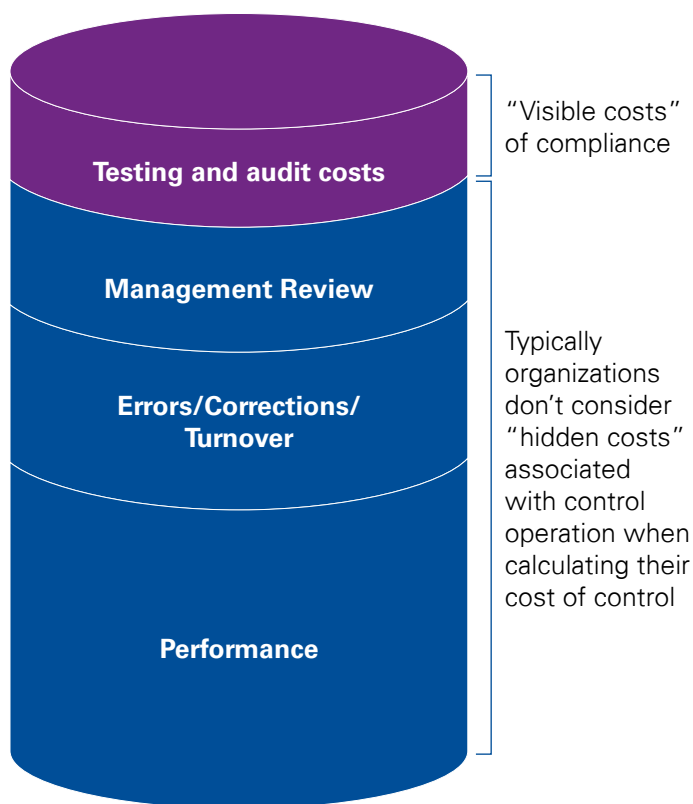 Testing and audit costs
“Visible costs”
of compliance
Management Review
Errors/Corrections/
Turnover
Performance
Typically
organizations
don’t consider
“hidden costs”
associated
with control
operation when
calculating their
cost of control